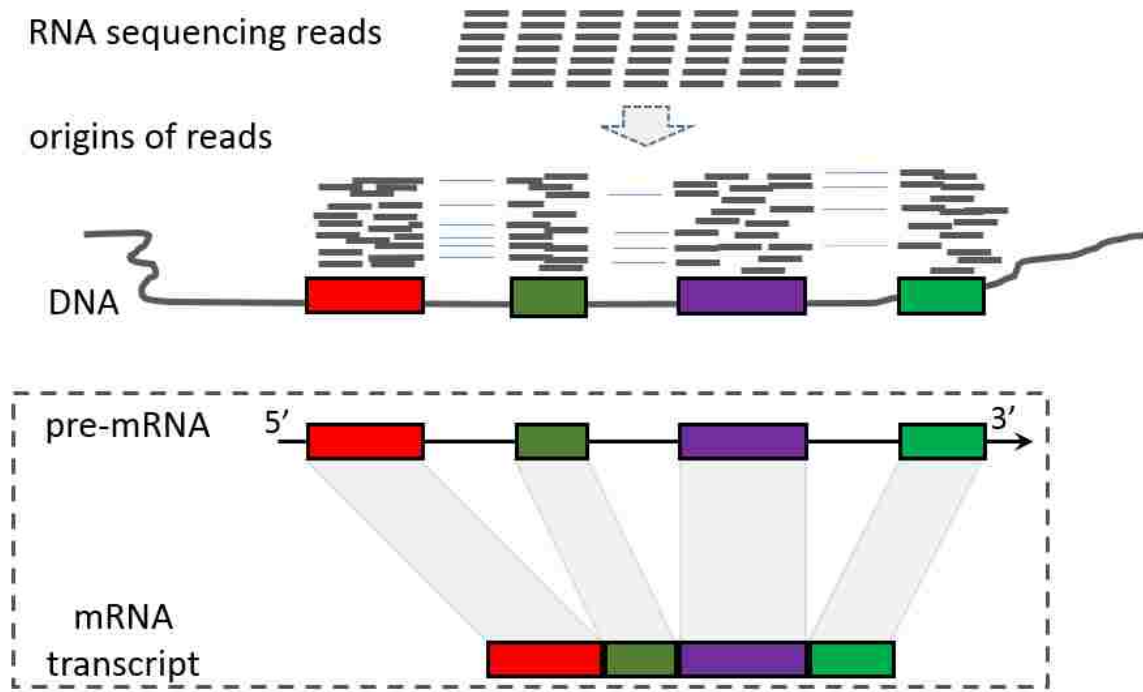 RNA sequencing reads
origins of reads
DNA
pre-mRNA
5’
3’
mRNA
transcript